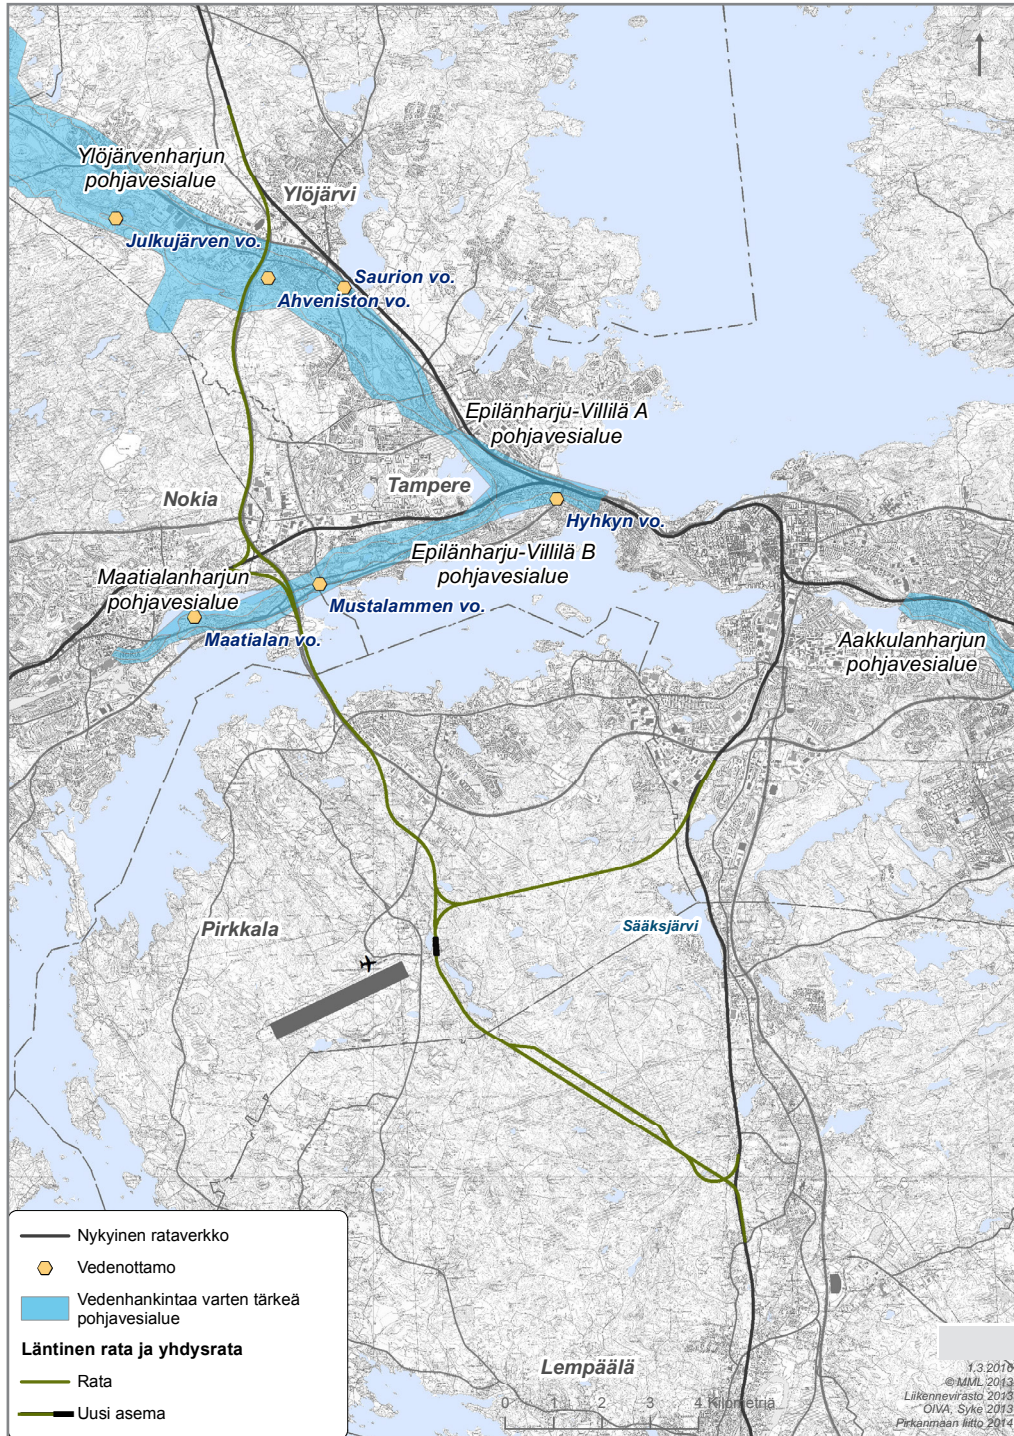 Ylöjärvenharjun
pohjavesialue
Ylöjärvi
Julkujärven vo.
Saurion vo.
Ahveniston vo.
Epilänharju-Villilä A
pohjavesialue
Nokia
Tampere
Hyhkyn vo.
Epilänharju-Villilä B
pohjavesialue
Maatialanharjun
pohjavesialue
Mustalammen vo.
Maatialan vo.
Aakkulanharjun
pohjavesialue
Pirkkala
Sääksjärvi
Nykyinen rataverkko
Vedenottamo
Vedenhankintaa varten tärkeä
pohjavesialue
Läntinen rata ja yhdysrata
Rata
Uusi asema
Lempäälä
0 1 2 3 4 Kilometriä
1.3.2016
© MML 2013
Liikennevirasto 2013
OIVA, Syke 2013
Pirkanmaan liitto 2014